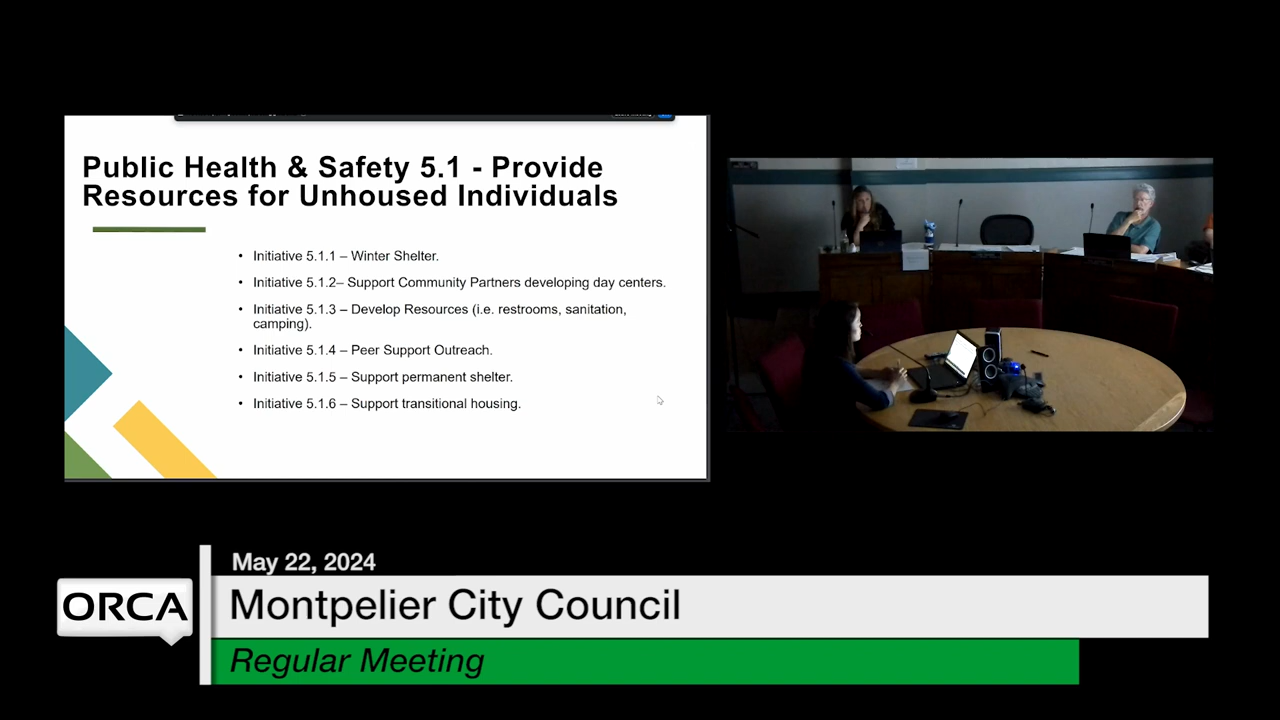 Public Health & Safety 5.1 - Provide
Resources for Unhoused Individuals
• Initiative 5.1.1 – Winter Shelter.
• Initiative 5.1.2– Support Community Partners developing day centers.
• Initiative 5.1.3 – Develop Resources (i.e. restrooms, sanitation,
camping).
• Initiative 5.1.4 – Peer Support Outreach.
• Initiative 5.1.5 – Support permanent shelter.
• Initiative 5.1.6 – Support transitional housing.
May 22, 2024
ORCA
Montpelier City Council
Regular Meeting